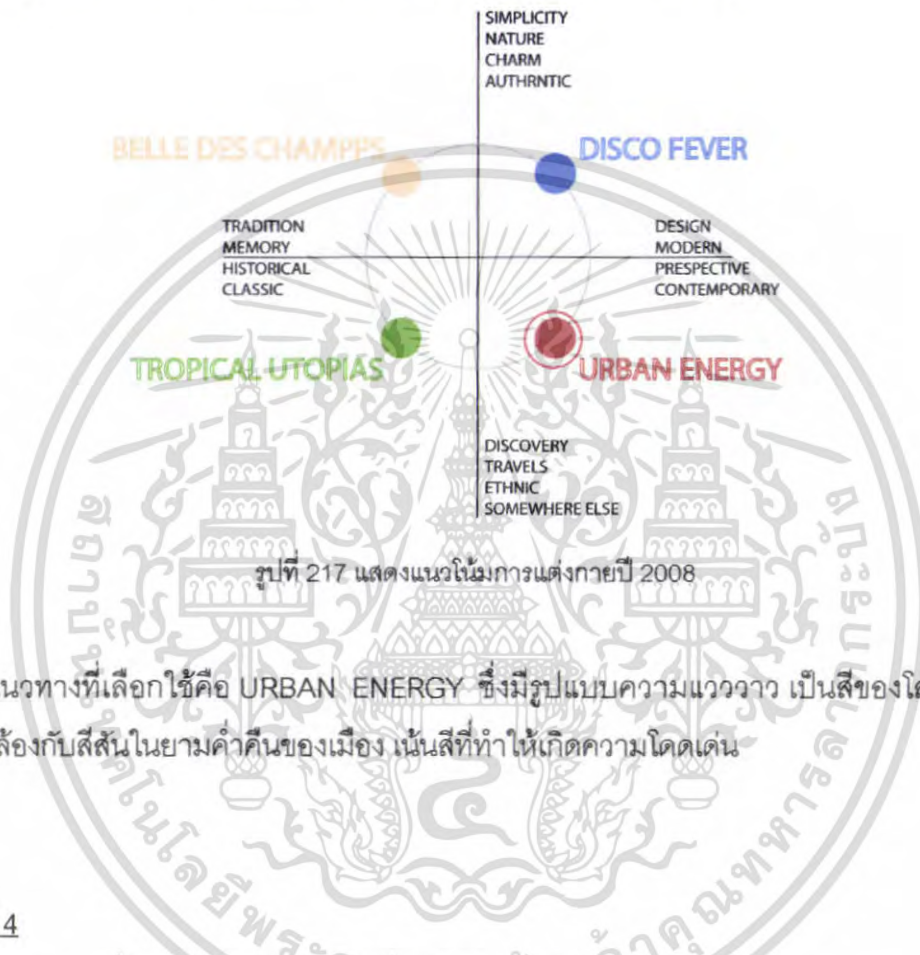 SIMPLICITY
NATURE
CHARM
AUTHRNTIC
BELLE DES CHAMPPS
DISCO FEVER
TRADITION
MEMORY
HISTORICAL
CLASSIC
DESIGN
MODERN
PRESPECTIVE
CONTEMPORARY
TROPICAL UTOPIAS
URBAN ENERGY
DISCOVERY
TRAVELS
ETHNIC
SOMEWHERE ELSE
รูปที่ 217 แสดงแนวโน้มการแต่งกายปี 2008
นวทางที่เลือกใช้คือ URBAN ENERGY ซึ่งมีรูปแบบความแวววาว เป็นสีของโล
ล้องกับสีสันในยามค่ำคืนของเมือง เน้นสีที่ทำให้เกิดความโดดเด่น
4